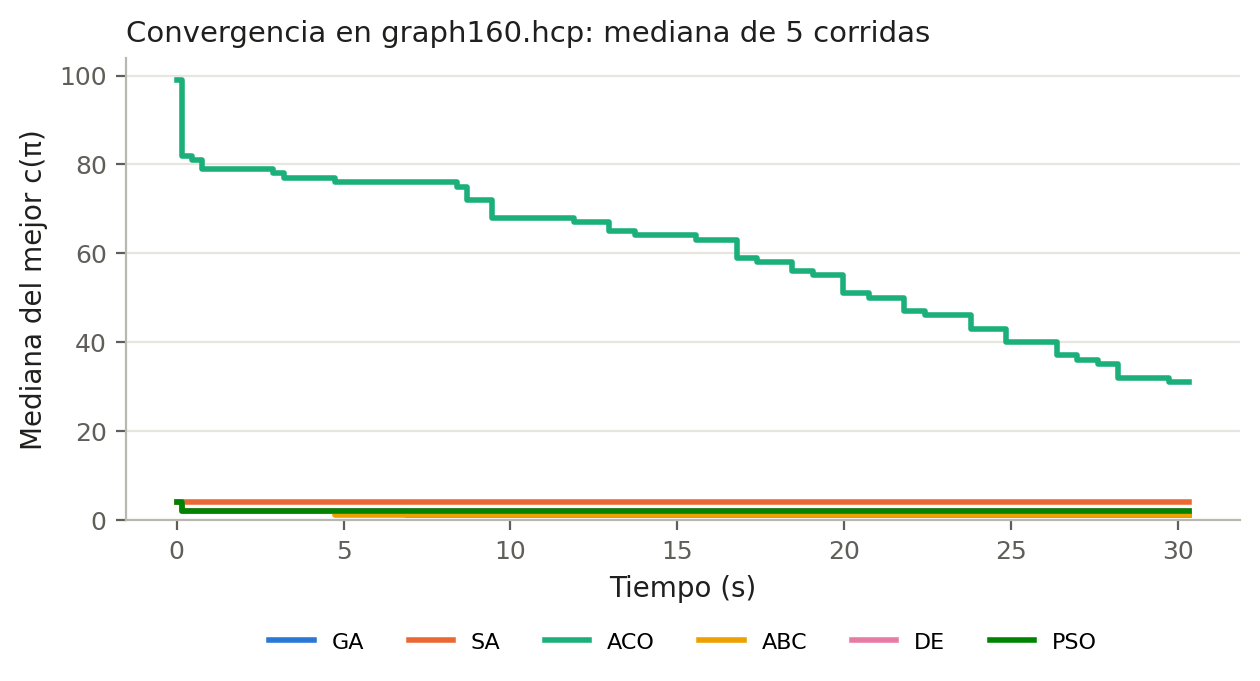 Convergencia en graph160.hcp: mediana de 5 corridas
Mediana del mejor c(π)
100
80
60
40
20
0
0 5 10 15 20 25 30
Tiempo (s)
GA SA ACO ABC DE PSO